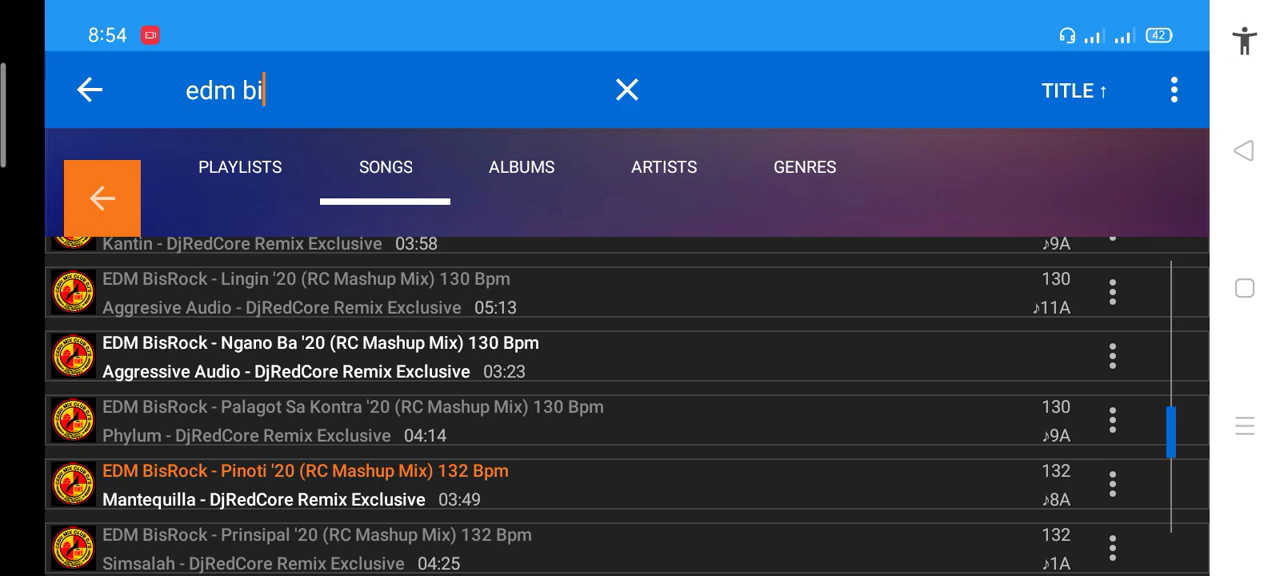 8:54
42
edm bi
TITLE ↑
PLAYLISTS SONGS ALBUMS ARTISTS GENRES
Kantin - DjRedCore Remix Exclusive 03:58 ♪9A
EDM BisRock - Lingin '20 (RC Mashup Mix) 130 Bpm 130
Aggresive Audio - DjRedCore Remix Exclusive 05:13 ♪11A
EDM BisRock - Ngano Ba '20 (RC Mashup Mix) 130 Bpm
Aggressive Audio - DjRedCore Remix Exclusive 03:23
EDM BisRock - Palagot Sa Kontra '20 (RC Mashup Mix) 130 Bpm 130
Phylum - DjRedCore Remix Exclusive 04:14 ♪9A
EDM BisRock - Pinoti '20 (RC Mashup Mix) 132 Bpm 132
Mantequilla - DjRedCore Remix Exclusive 03:49 ♪8A
EDM BisRock - Prinsipal '20 (RC Mashup Mix) 132 Bpm 132
Simsalah - DjRedCore Remix Exclusive 04:25 ♪1A